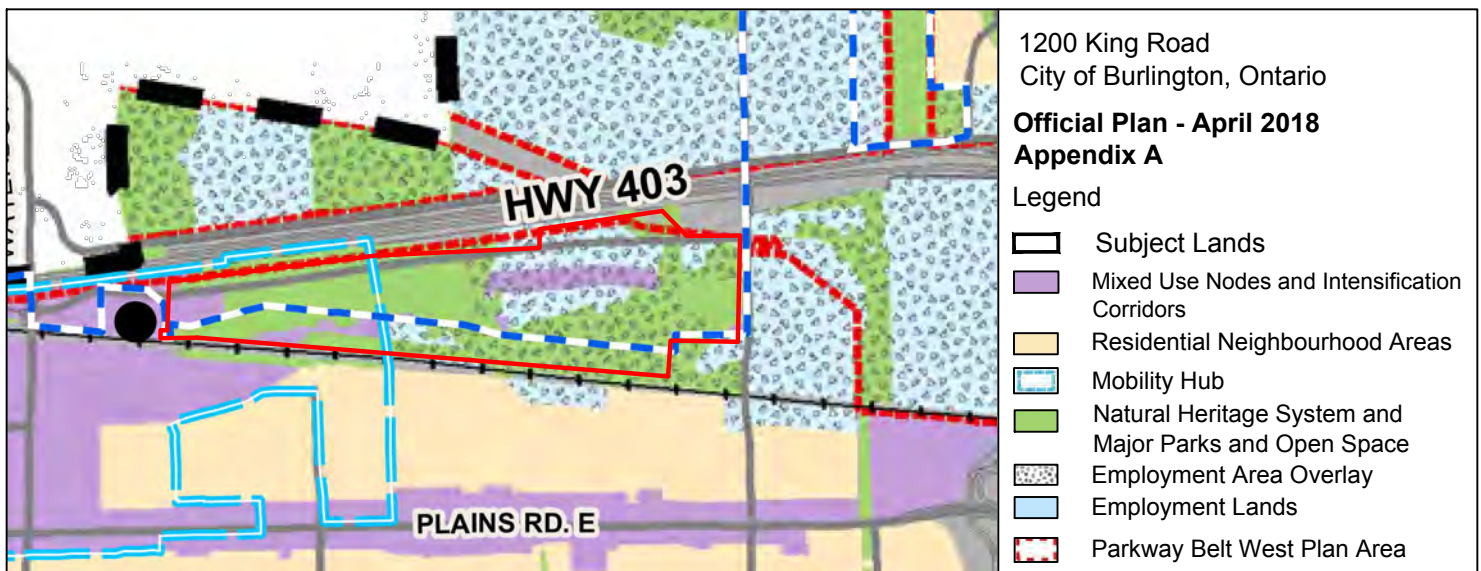 HWY 403
PLAINS RD. E
1200 King Road
City of Burlington, Ontario
Official Plan - April 2018
Appendix A
Legend
Subject Lands
Mixed Use Nodes and Intensification
Corridors
Residential Neighbourhood Areas
Mobility Hub
Natural Heritage System and
Major Parks and Open Space
Employment Area Overlay
Employment Lands
Parkway Belt West Plan Area